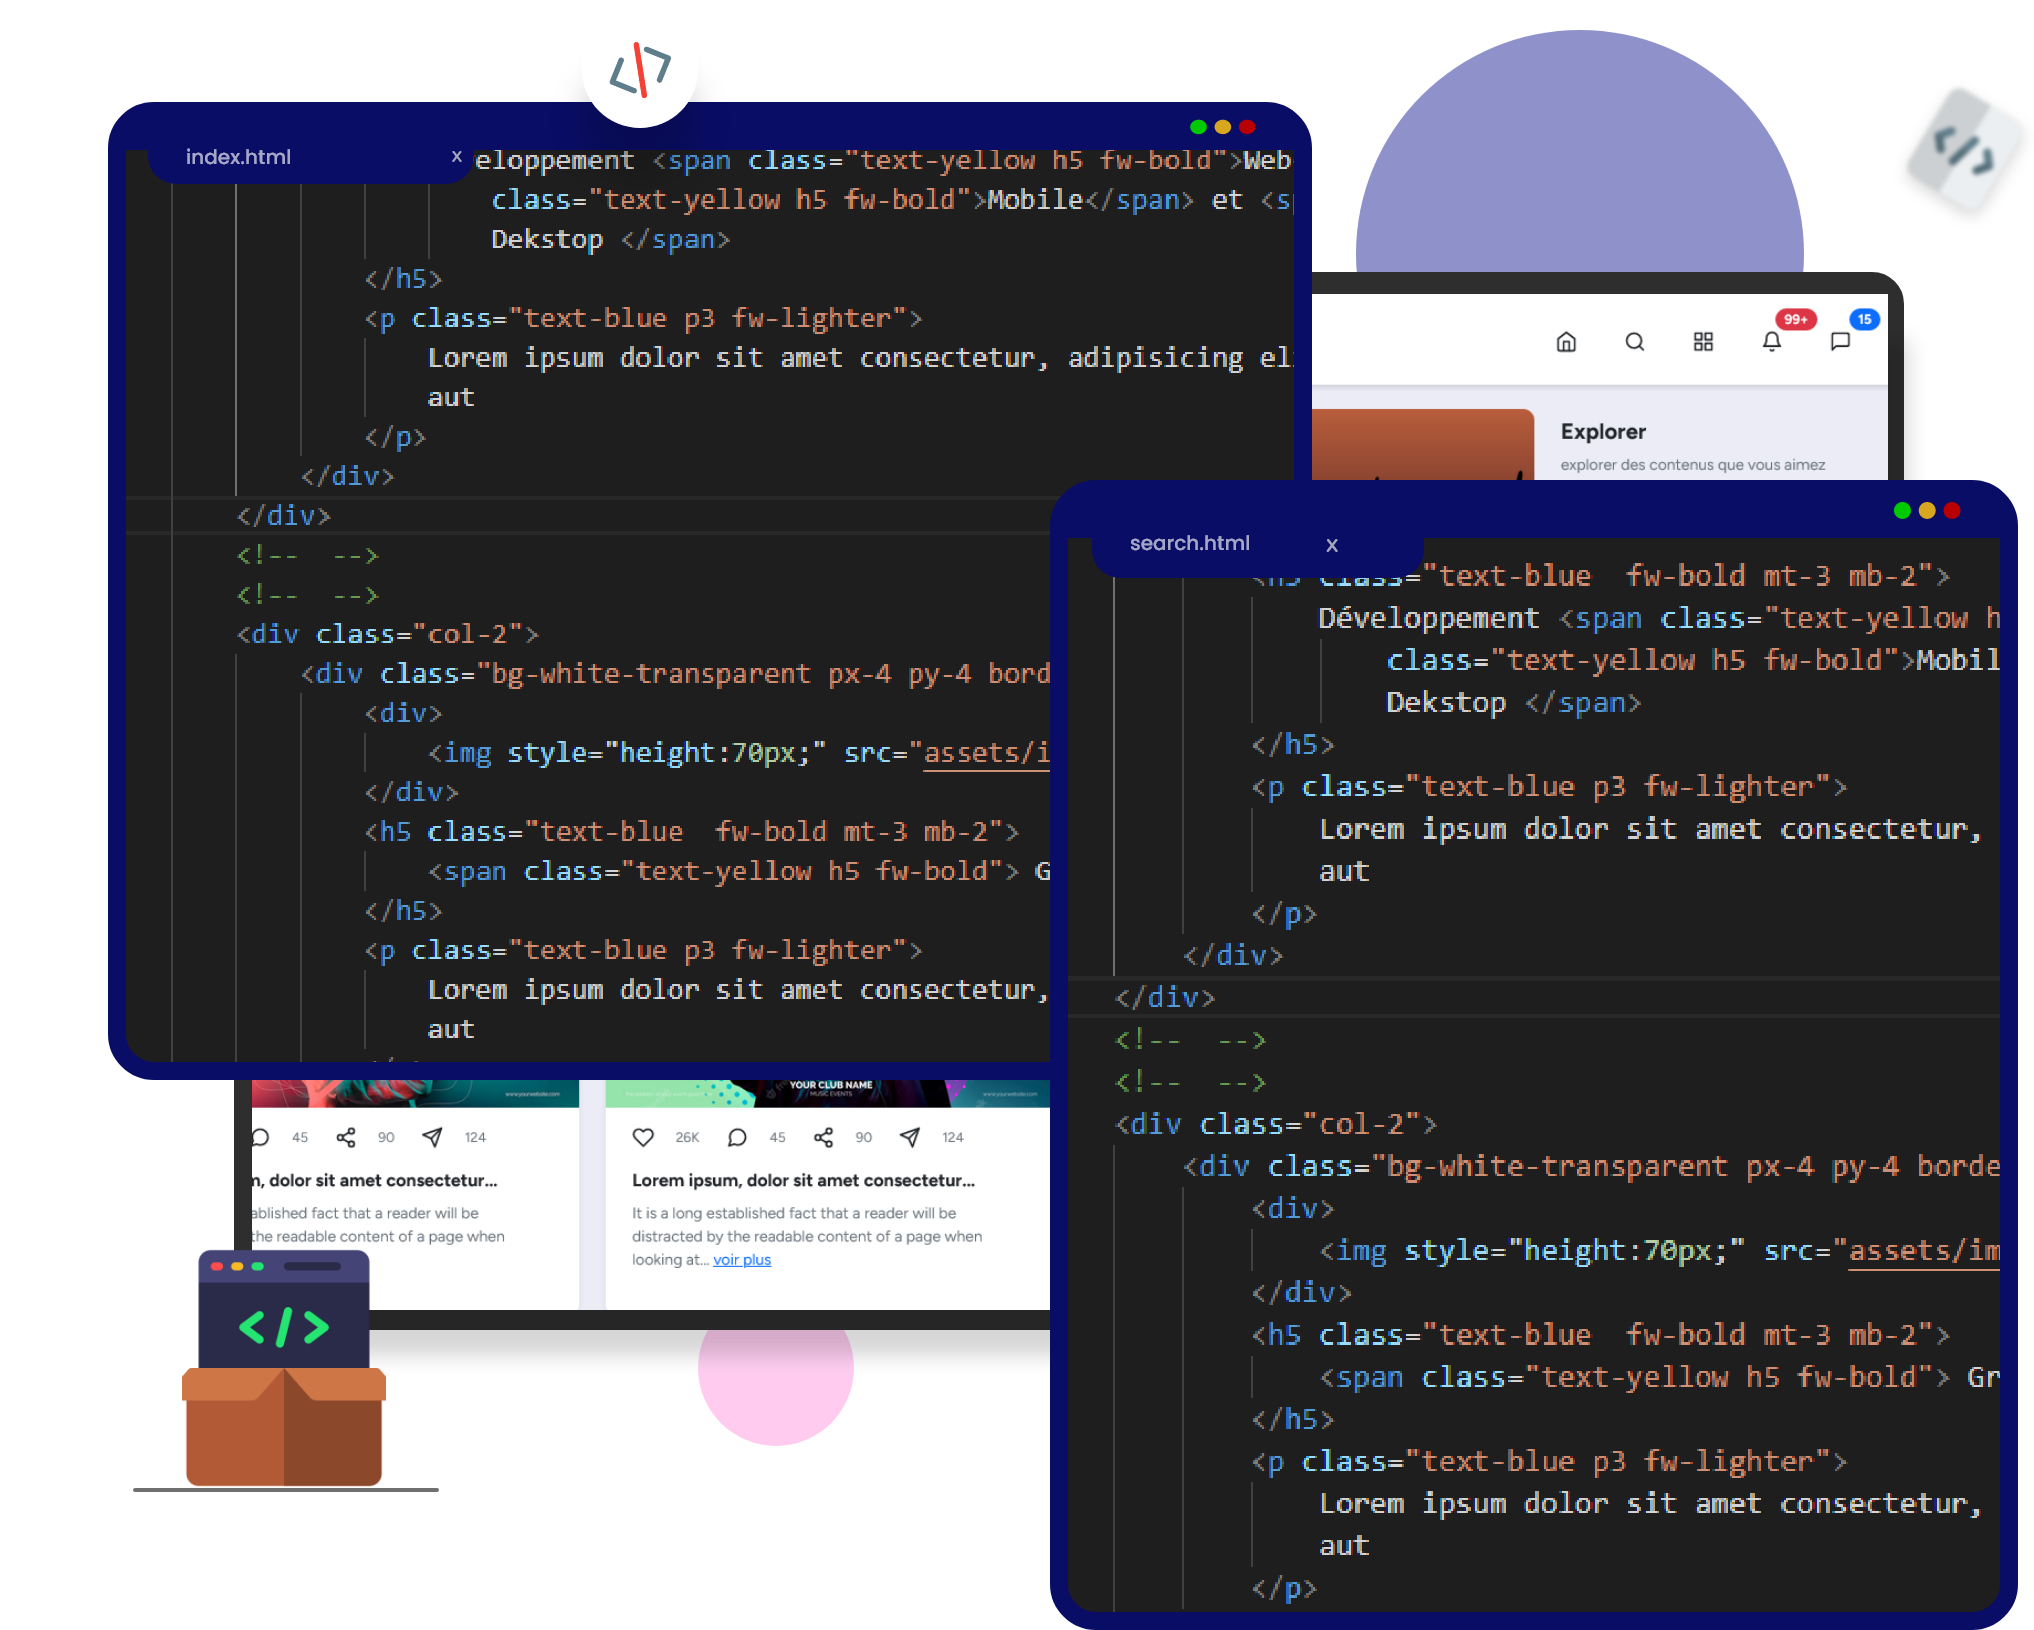 index.html
x
eloppement <span class="text-yellow h5 fw-bold">Web
class="text-yellow h5 fw-bold">Mobile</span> et <s
Dekstop </span>
</h5>
<p class="text-blue p3 fw-lighter">
Lorem ipsum dolor sit amet consectetur, adipisicing el
aut
</p>
</div>
</div>
<!--  -->
<!--  -->
<div class="col-2">
<div class="bg-white-transparent px-4 py-4 bord
<div>
<img style="height:70px;" src="assets/i
</div>
<h5 class="text-blue  fw-bold mt-3 mb-2">
<span class="text-yellow h5 fw-bold"> G
</h5>
<p class="text-blue p3 fw-lighter">
Lorem ipsum dolor sit amet consectetur,
aut
</>
99+
15
Explorer
explorer des contenus que vous aimez
search.html
x
<h5 class="text-blue  fw-bold mt-3 mb-2">
Développement <span class="text-yellow h
class="text-yellow h5 fw-bold">Mobil
Dekstop </span>
</h5>
<p class="text-blue p3 fw-lighter">
Lorem ipsum dolor sit amet consectetur,
aut
</p>
</div>
</div>
<!--  -->
<!--  -->
<div class="col-2">
<div class="bg-white-transparent px-4 py-4 borde
<div>
<img style="height:70px;" src="assets/im
</div>
<h5 class="text-blue  fw-bold mt-3 mb-2">
<span class="text-yellow h5 fw-bold"> Gr
</h5>
<p class="text-blue p3 fw-lighter">
Lorem ipsum dolor sit amet consectetur,
aut
</p>
www.yourwebsite.com
45 90 124
m, dolor sit amet consectetur...
ablished fact that a reader will be
the readable content of a page when
YOUR CLUB NAME
MUSIC EVENTS
www.yourwebsite.com
26K 45 90 124
Lorem ipsum, dolor sit amet consectetur...
It is a long established fact that a reader will be
distracted by the readable content of a page when
looking at... voir plus
</>